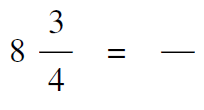 8 3/4 = —